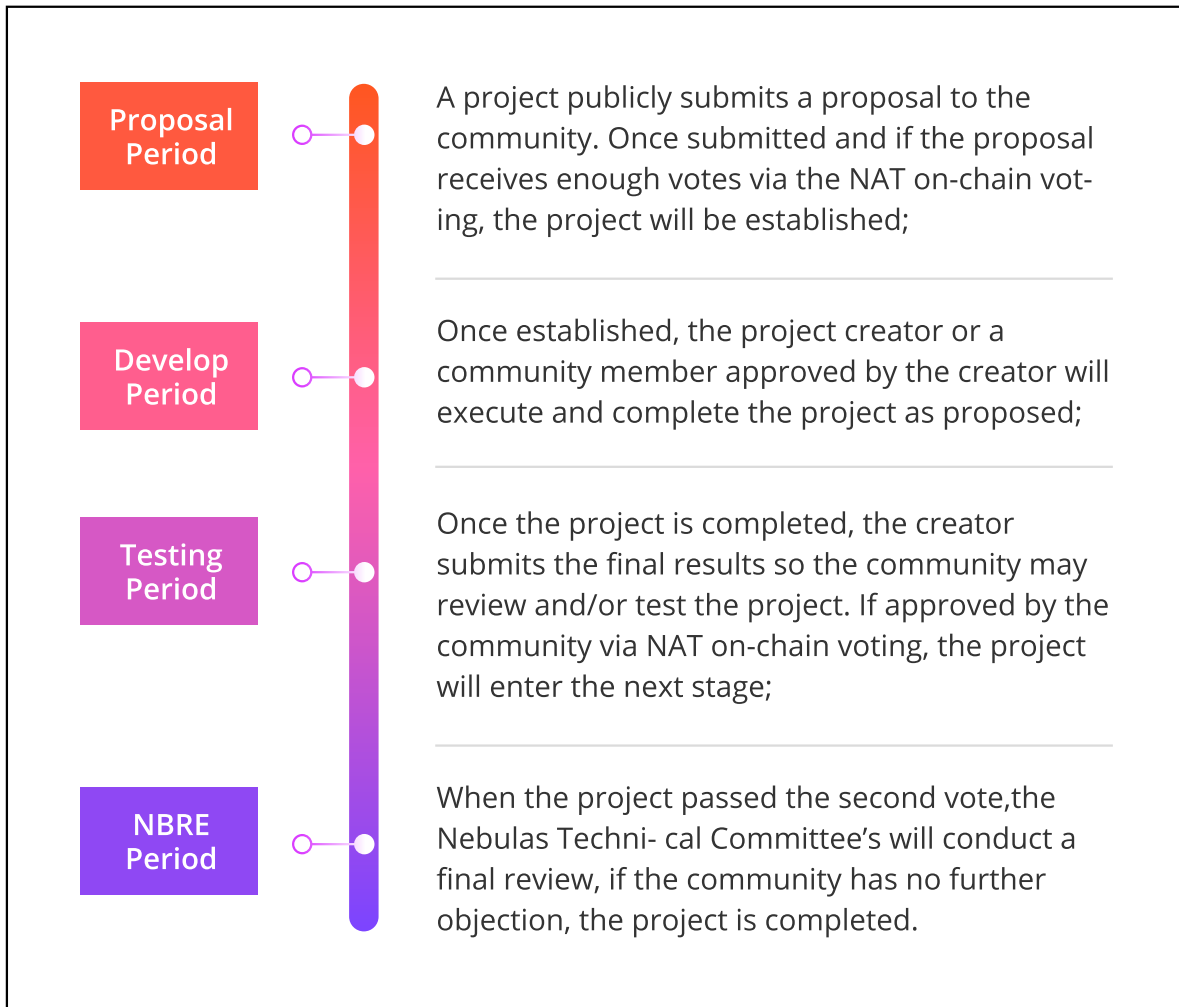 Proposal
Period
A project publicly submits a proposal to the
community. Once submitted and if the proposal
receives enough votes via the NAT on-chain vot-
ing, the project will be established;
Develop
Period
Once established, the project creator or a
community member approved by the creator will
execute and complete the project as proposed;
Testing
Period
Once the project is completed, the creator
submits the final results so the community may
review and/or test the project. If approved by the
community via NAT on-chain voting, the project
will enter the next stage;
NBRE
Period
When the project passed the second vote,the
Nebulas Techni- cal Committee’s will conduct a
final review, if the community has no further
objection, the project is completed.